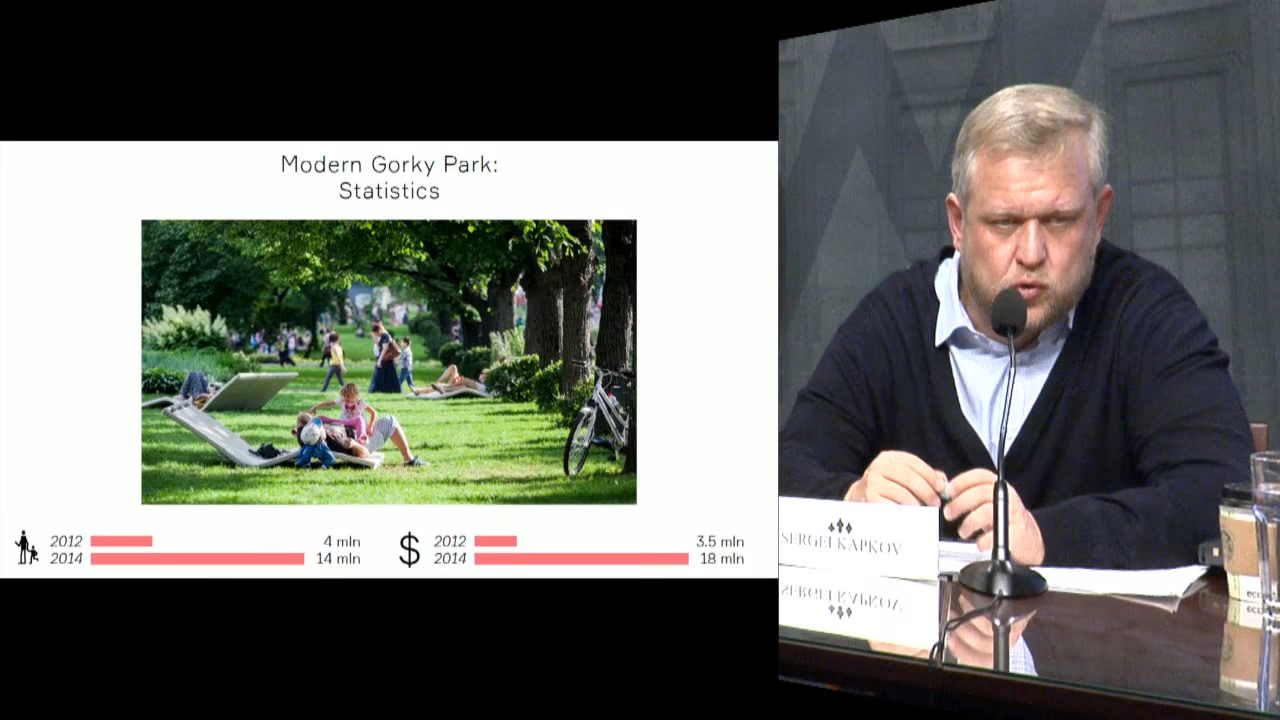 Modern Gorky Park:
Statistics
2012 4 mln
2014 14 mln
$ 2012 3.5 mln
2014 18 mln
SERGEI KAPKOV
eco